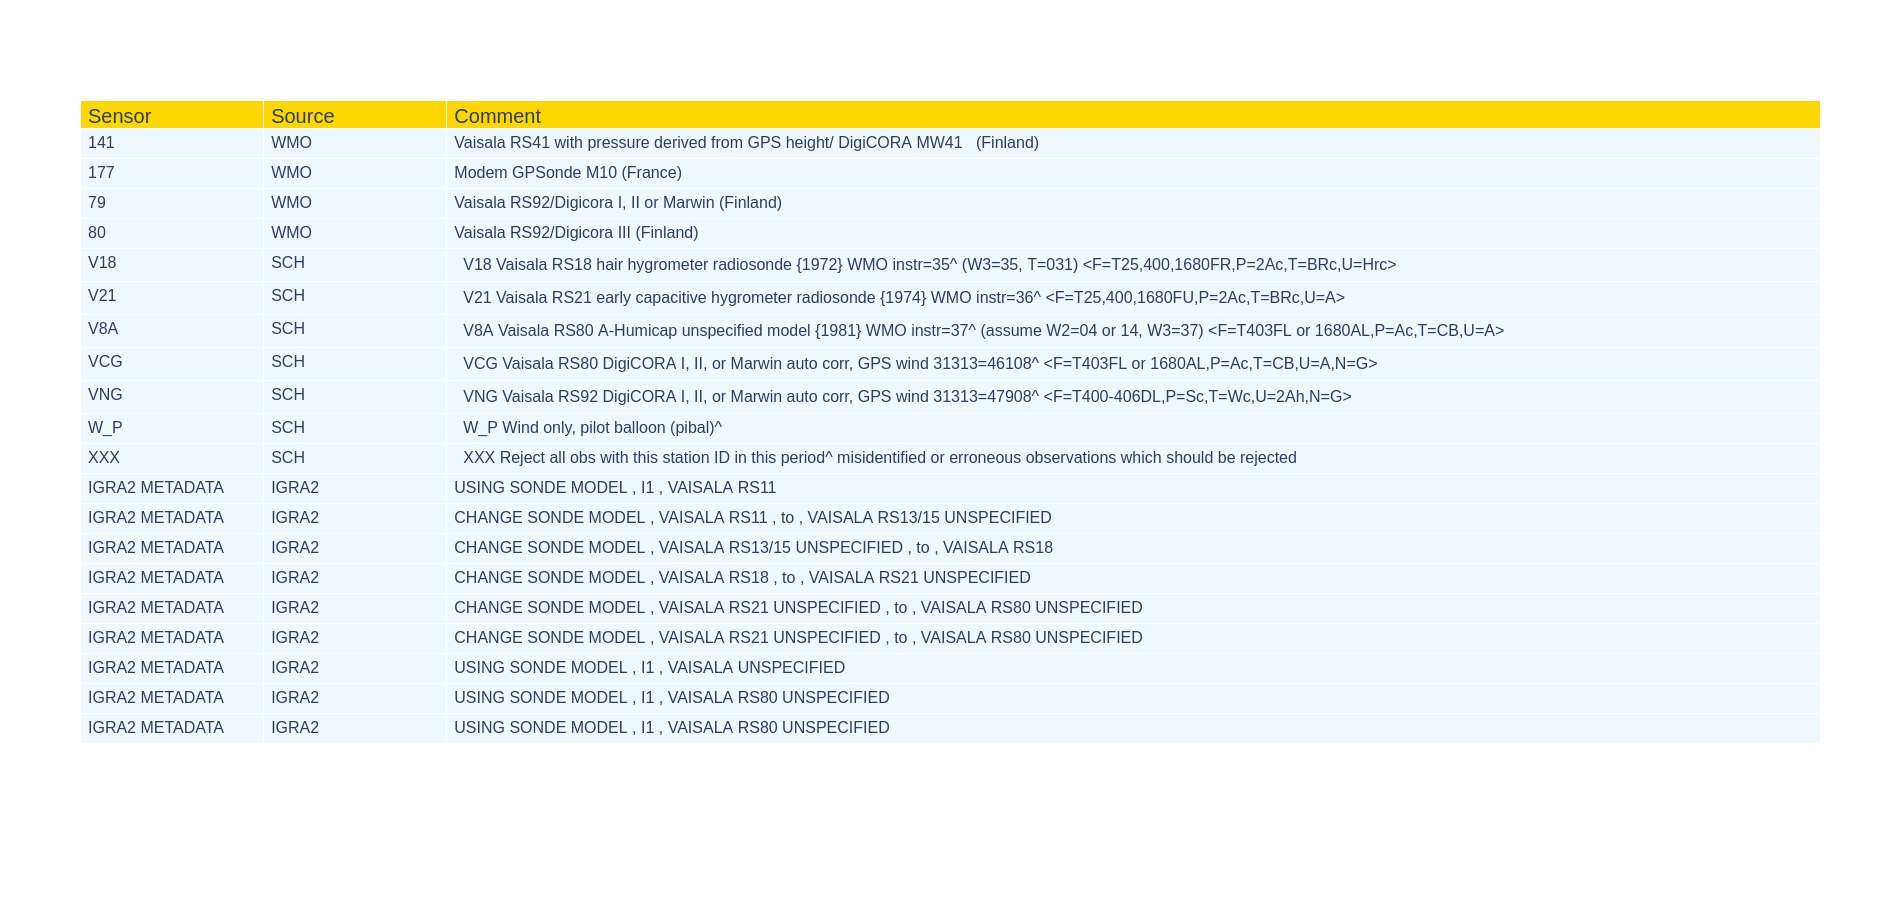 Sensor Source Comment
141 WMO Vaisala RS41 with pressure derived from GPS height/ DigiCORA MW41 (Finland)
177 WMO Modem GPSonde M10 (France)
79 WMO Vaisala RS92/Digicora I, II or Marwin (Finland)
80 WMO Vaisala RS92/Digicora III (Finland)
V18 SCH V18 Vaisala RS18 hair hygrometer radiosonde {1972} WMO instr=35^ (W3=35, T=031) <F=T25,400,1680FR,P=2Ac,T=BRc,U=Hrc>
V21 SCH V21 Vaisala RS21 early capacitive hygrometer radiosonde {1974} WMO instr=36^ <F=T25,400,1680FU,P=2Ac,T=BRc,U=A>
V8A SCH V8A Vaisala RS80 A-Humicap unspecified model {1981} WMO instr=37^ (assume W2=04 or 14, W3=37) <F=T403FL or 1680AL,P=Ac,T=CB,U=A>
VCG SCH VCG Vaisala RS80 DigiCORA I, II, or Marwin auto corr, GPS wind 31313=46108^ <F=T403FL or 1680AL,P=Ac,T=CB,U=A,N=G>
VNG SCH VNG Vaisala RS92 DigiCORA I, II, or Marwin auto corr, GPS wind 31313=47908^ <F=T400-406DL,P=Sc,T=Wc,U=2Ah,N=G>
W_P SCH W_P Wind only, pilot balloon (pibal)^
XXX SCH XXX Reject all obs with this station ID in this period^ misidentified or erroneous observations which should be rejected
IGRA2 METADATA IGRA2 USING SONDE MODEL , I1 , VAISALA RS11
IGRA2 METADATA IGRA2 CHANGE SONDE MODEL , VAISALA RS11 , to , VAISALA RS13/15 UNSPECIFIED
IGRA2 METADATA IGRA2 CHANGE SONDE MODEL , VAISALA RS13/15 UNSPECIFIED , to , VAISALA RS18
IGRA2 METADATA IGRA2 CHANGE SONDE MODEL , VAISALA RS18 , to , VAISALA RS21 UNSPECIFIED
IGRA2 METADATA IGRA2 CHANGE SONDE MODEL , VAISALA RS21 UNSPECIFIED , to , VAISALA RS80 UNSPECIFIED
IGRA2 METADATA IGRA2 CHANGE SONDE MODEL , VAISALA RS21 UNSPECIFIED , to , VAISALA RS80 UNSPECIFIED
IGRA2 METADATA IGRA2 USING SONDE MODEL , I1 , VAISALA UNSPECIFIED
IGRA2 METADATA IGRA2 USING SONDE MODEL , I1 , VAISALA RS80 UNSPECIFIED
IGRA2 METADATA IGRA2 USING SONDE MODEL , I1 , VAISALA RS80 UNSPECIFIED